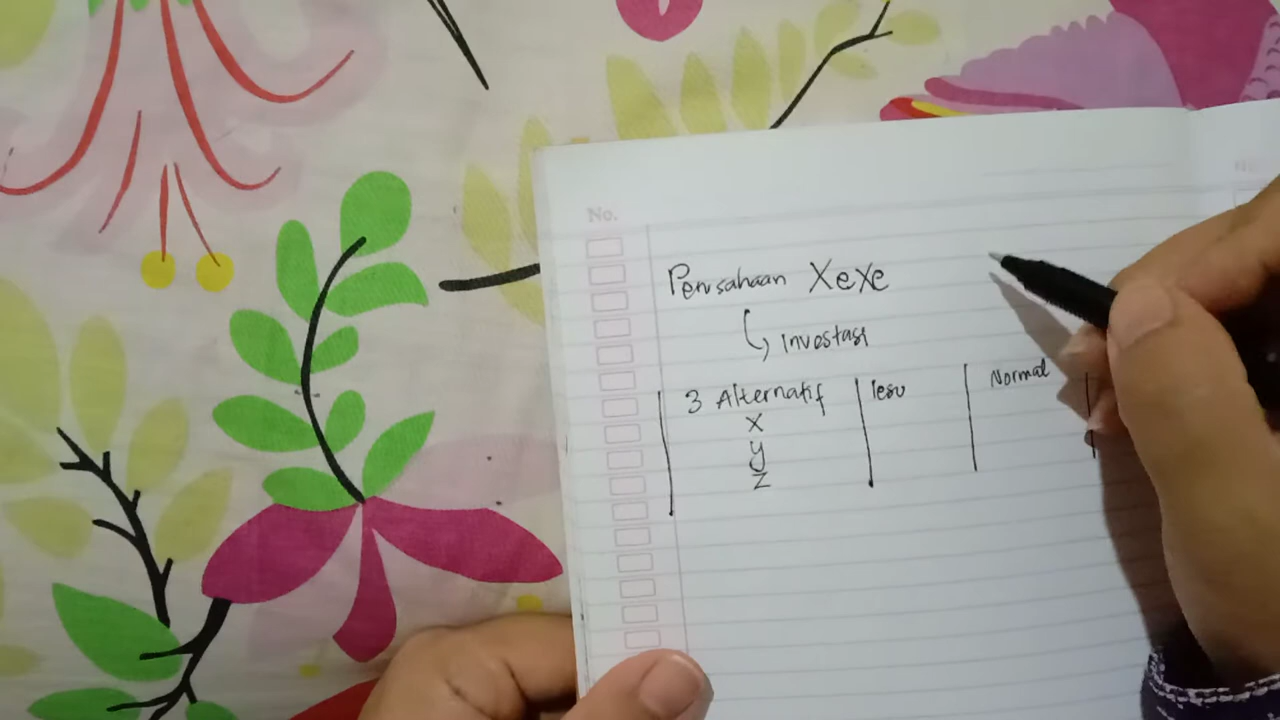 No.
Perusahaan XeXe
Investasi
3 Alternatif lesu Normal
X
y
Z